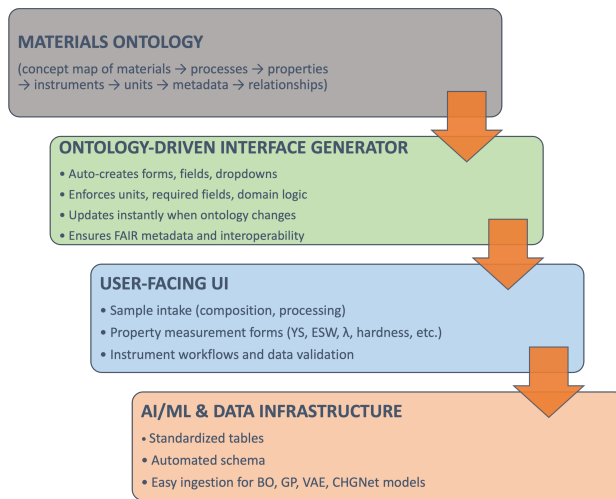 MATERIALS ONTOLOGY
(concept map of materials → processes → properties
→ instruments → units → metadata → relationships)
ONTOLOGY-DRIVEN INTERFACE GENERATOR
• Auto-creates forms, fields, dropdowns
• Enforces units, required fields, domain logic
• Updates instantly when ontology changes
• Ensures FAIR metadata and interoperability
USER-FACING UI
• Sample intake (composition, processing)
• Property measurement forms (YS, ESW, λ, hardness, etc.)
• Instrument workflows and data validation
AI/ML & DATA INFRASTRUCTURE
• Standardized tables
• Automated schema
• Easy ingestion for BO, GP, VAE, CHGNet models